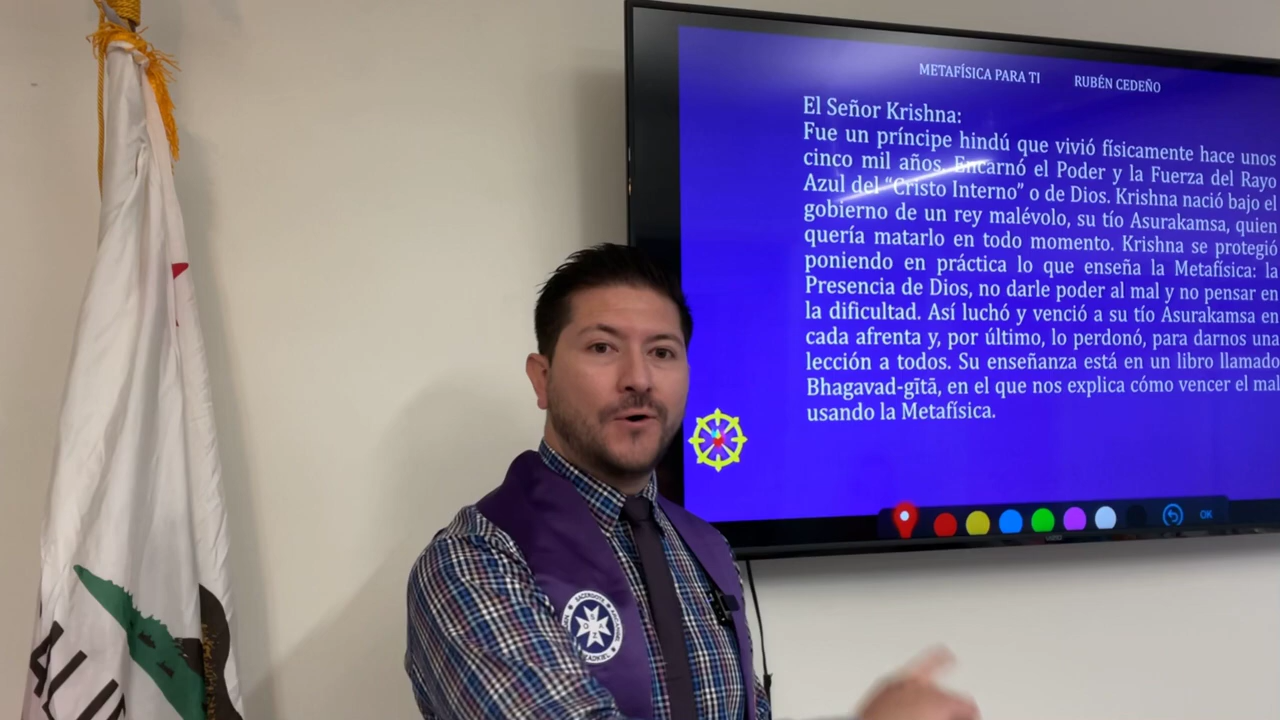 METAFÍSICA PARA TI RUBÉN CEDEÑO
El Señor Krishna:
Fue un príncipe hindú que vivió físicamente hace unos
cinco mil años. Encarnó el Poder y la Fuerza del Rayo
Azul del “Cristo Interno” o de Dios. Krishna nació bajo el
gobierno de un rey malévolo, su tío Asurakamsa, quien
quería matarlo en todo momento. Krishna se protegió
poniendo en práctica lo que enseña la Metafísica: la
Presencia de Dios, no darle poder al mal y no pensar en
la dificultad. Así luchó y venció a su tío Asurakamsa en
cada afrenta y, por último, lo perdonó, para darnos una
lección a todos. Su enseñanza está en un libro llamado
Bhagavad-gītā, en el que nos explica cómo vencer el mal
usando la Metafísica.
OK
SACERDOTE
ALI